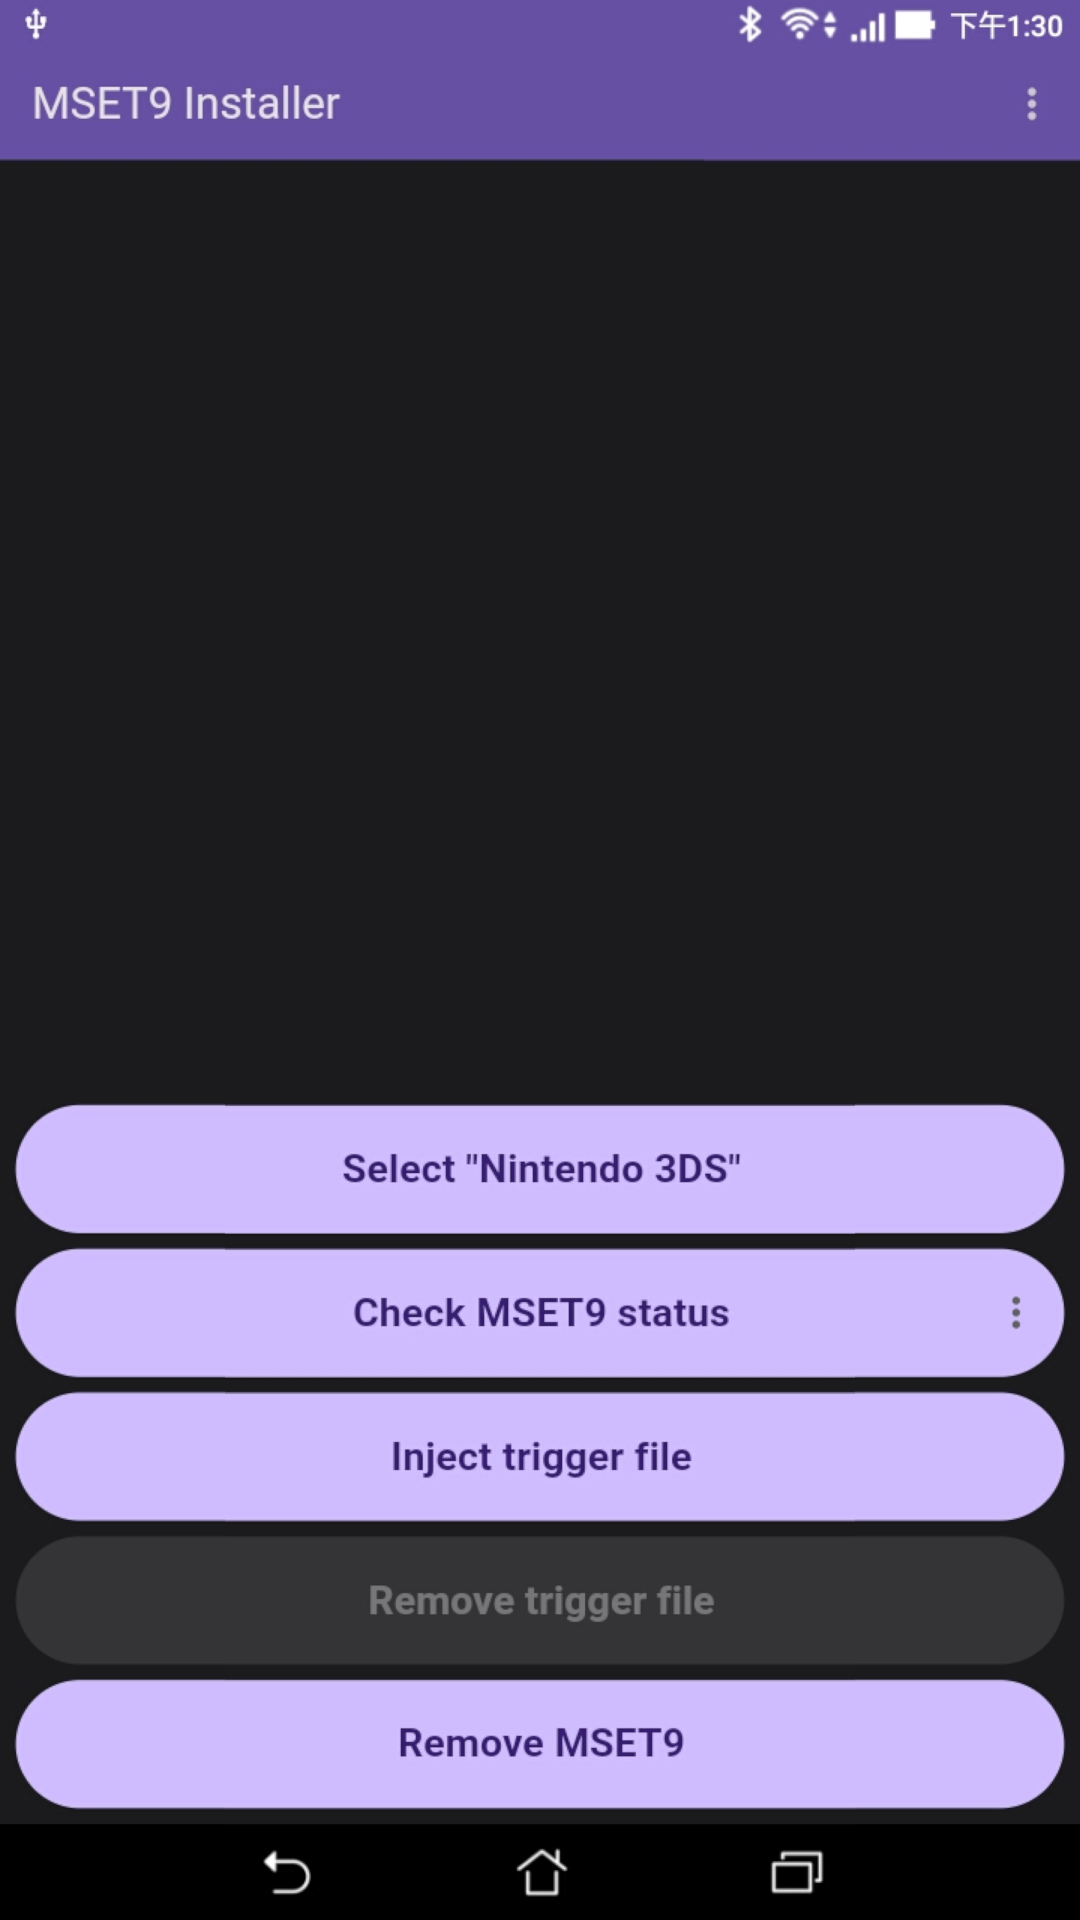 下午1:30
MSET9 Installer
Select "Nintendo 3DS"
Check MSET9 status
Inject trigger file
Remove trigger file
Remove MSET9